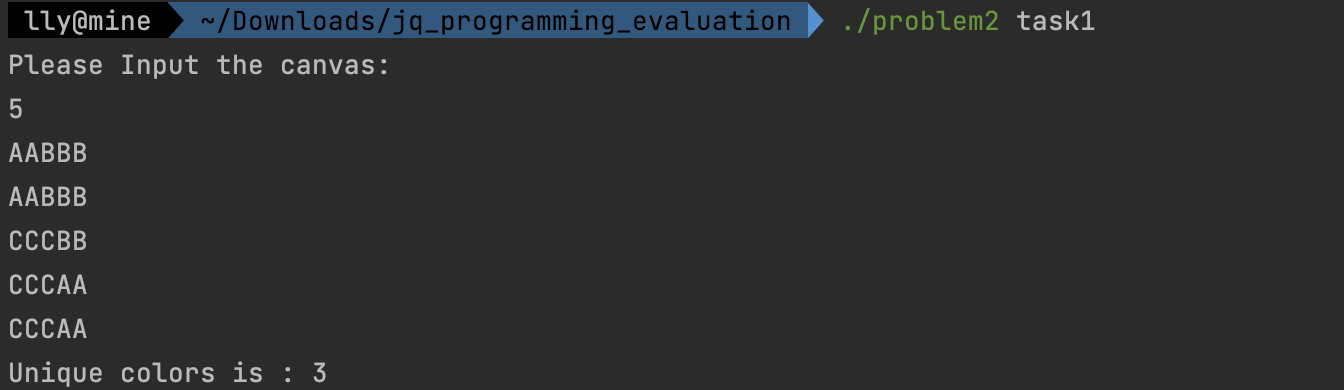 lly@mine ~/Downloads/jq_programming_evaluation ./problem2 task1
Please Input the canvas:
5
AABBB
AABBB
CCCBB
CCCAA
CCCAA
Unique colors is : 3